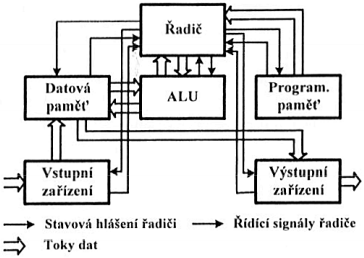 Řadič
Datová
paměť
ALU
Program.
paměť
Vstupní
zařízení
Výstupní
zařízení
Stavová hlášení řadiči
Řídící signály řadiče
Toky dat